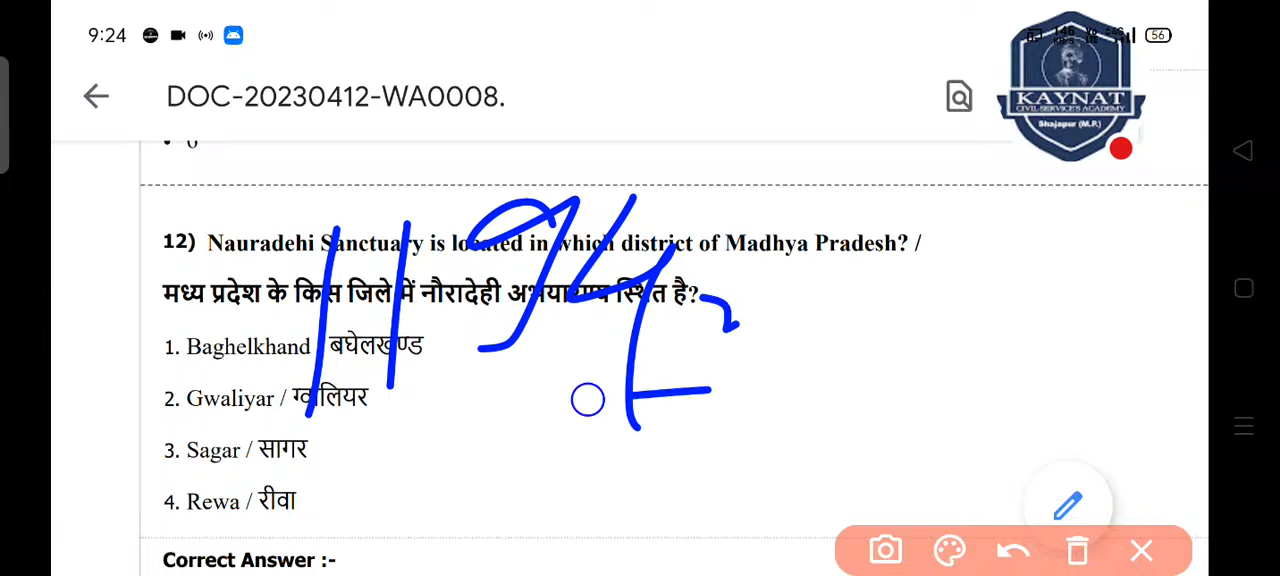 9:24 56
DOC-20230412-WA0008.
KAYNAT
CIVIL SERVICE'S ACADEMY
Shajapur (M.P.)
12) Nauradehi Sanctuary is located in which district of Madhya Pradesh? /
मध्य प्रदेश के किस जिले में नौरादेही अभयारण्य स्थित है?
1. Baghelkhand / बघेलखण्ड
2. Gwaliyar / ग्वालियर
3. Sagar / सागर
4. Rewa / रीवा
Correct Answer :-